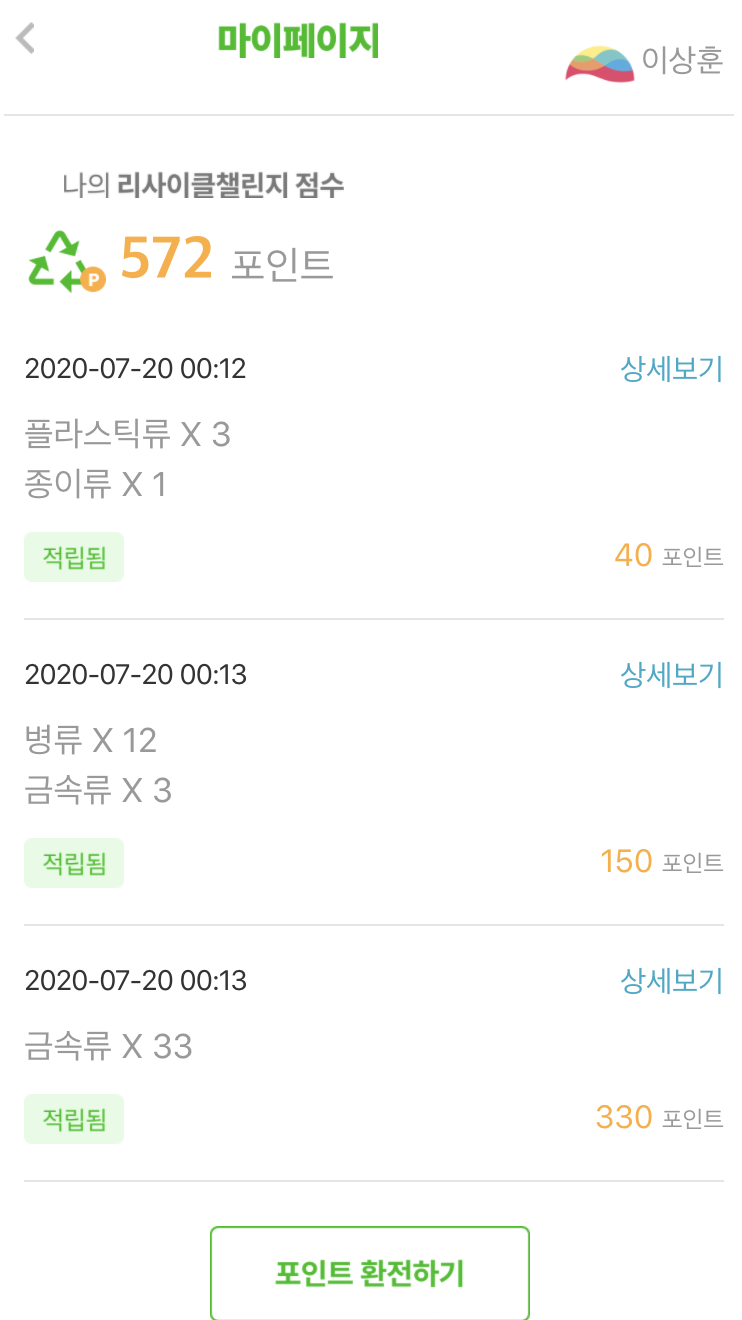 마이페이지
이상훈
나의 리사이클챌린지 점수
P
572 포인트
2020-07-20 00:12 상세보기
플라스틱류 X 3
종이류 X 1
적립됨 40 포인트
2020-07-20 00:13 상세보기
병류 X 12
금속류 X 3
적립됨 150 포인트
2020-07-20 00:13 상세보기
금속류 X 33
적립됨 330 포인트
포인트 환전하기